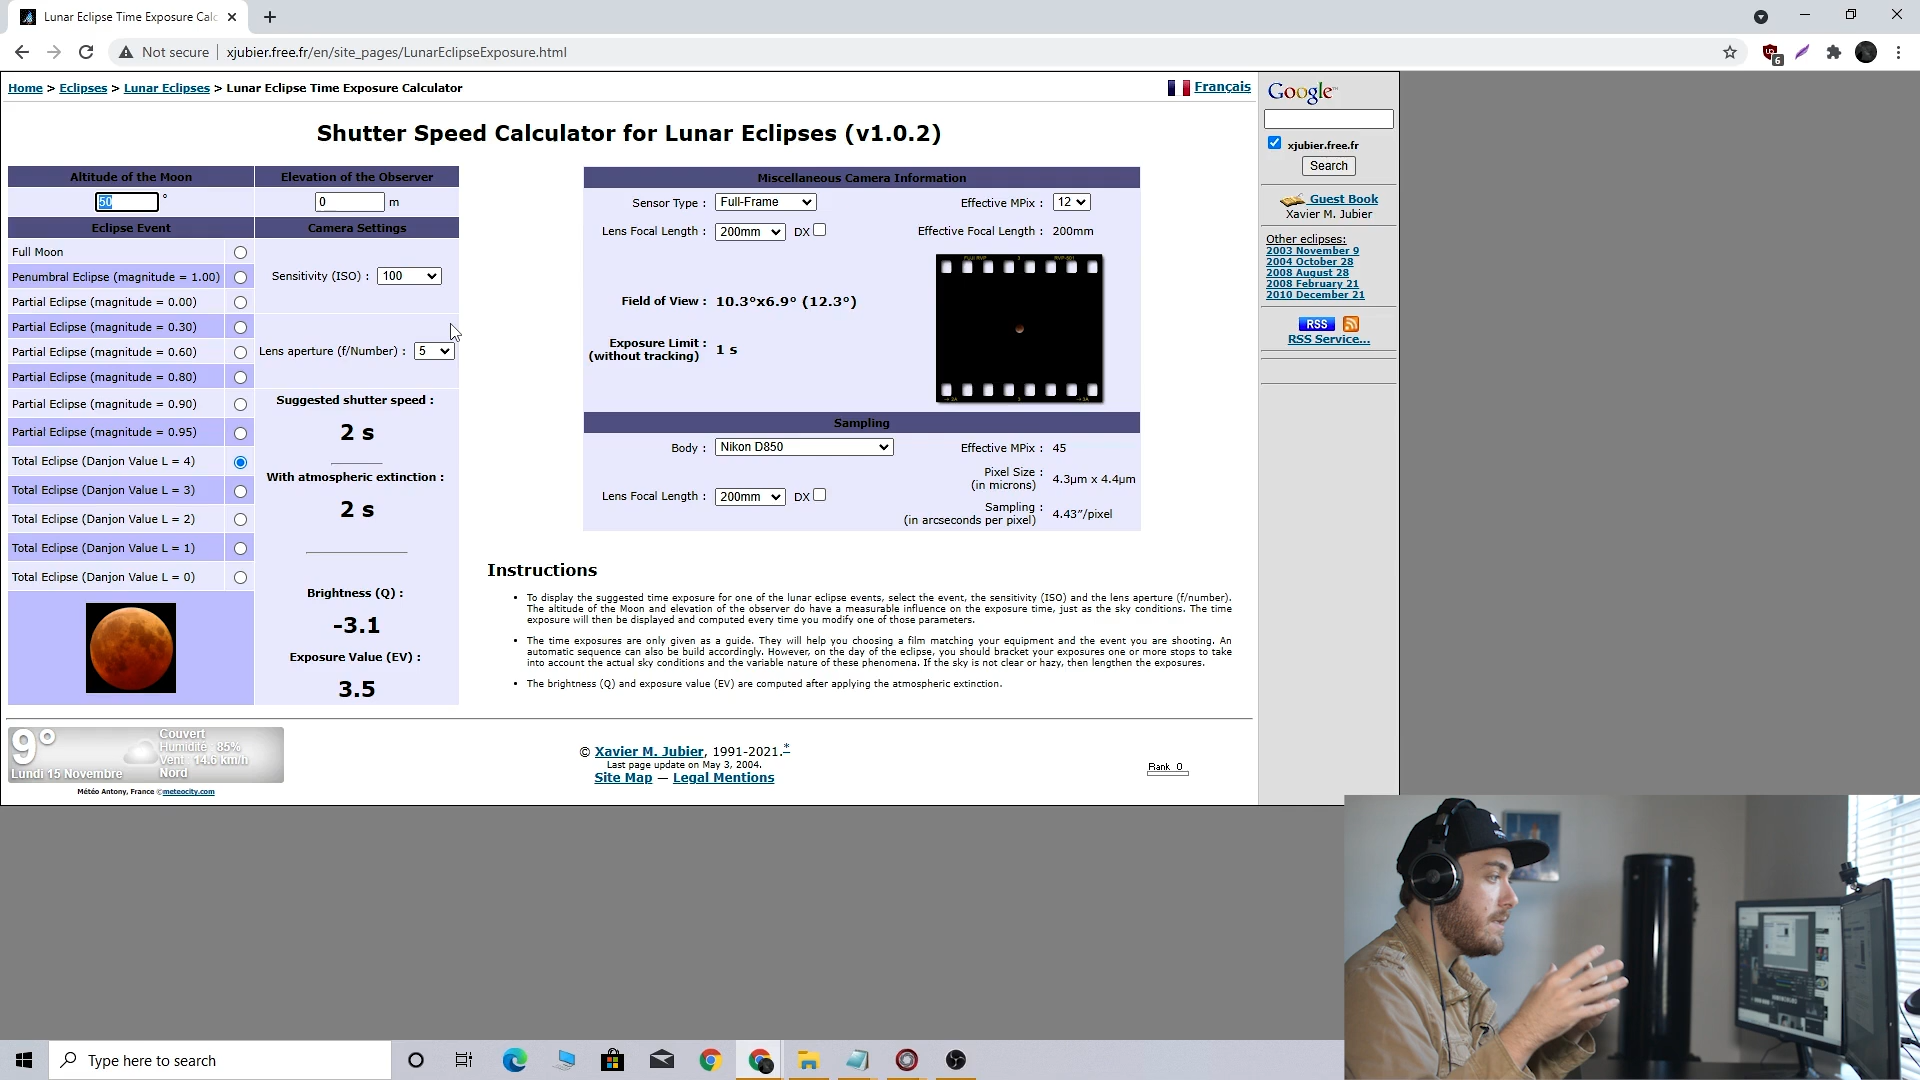 Lunar Eclipse Time Exposure Calc
Not secure
xjubier.free.fr/en/site_pages/LunarEclipseExposure.html
6
Home > Eclipses > Lunar Eclipses > Lunar Eclipse Time Exposure Calculator
Français
Shutter Speed Calculator for Lunar Eclipses (v1.0.2)
Altitude of the Moon
Elevation of the Observer
50 °
0 m
Eclipse Event
Camera Settings
Full Moon
Penumbral Eclipse (magnitude = 1.00)
Partial Eclipse (magnitude = 0.00)
Partial Eclipse (magnitude = 0.30)
Partial Eclipse (magnitude = 0.60)
Partial Eclipse (magnitude = 0.80)
Partial Eclipse (magnitude = 0.90)
Partial Eclipse (magnitude = 0.95)
Total Eclipse (Danjon Value L = 4)
Total Eclipse (Danjon Value L = 3)
Total Eclipse (Danjon Value L = 2)
Total Eclipse (Danjon Value L = 1)
Total Eclipse (Danjon Value L = 0)
Sensitivity (ISO) : 100
Lens aperture (f/Number) : 5
Suggested shutter speed :
2 s
With atmospheric extinction :
2 s
Brightness (Q) :
-3.1
Exposure Value (EV) :
3.5
Miscellaneous Camera Information
Sensor Type : Full-Frame
Effective MPix : 12
Lens Focal Length : 200mm DX
Effective Focal Length : 200mm
Field of View : 10.3°x6.9° (12.3°)
Exposure Limit :
(without tracking) 1 s
Sampling
Body : Nikon D850
Effective MPix : 45
Pixel Size :
(in microns) 4.3µm x 4.4µm
Lens Focal Length : 200mm DX
Sampling :
(in arcseconds per pixel) 4.43”/pixel
Instructions
To display the suggested time exposure for one of the lunar eclipse events, select the event, the sensitivity (ISO) and the lens aperture (f/number).
The altitude of the Moon and elevation of the observer do have a measurable influence on the exposure time, just as the sky conditions. The time
exposure will then be displayed and computed every time you modify one of those parameters.
The time exposures are only given as a guide. They will help you choosing a film matching your equipment and the event you are shooting. An
automatic sequence can also be build accordingly. However, on the day of the eclipse, you should bracket your exposures one or more stops to take
into account the actual sky conditions and the variable nature of these phenomena. If the sky is not clear or hazy, then lengthen the exposures.
The brightness (Q) and exposure value (EV) are computed after applying the atmospheric extinction.
9°
Couvert
Humidité : 85%
Vent : 14.6 km/h
Nord
Lundi 15 Novembre
Météo Antony, France ©meteocity.com
© Xavier M. Jubier, 1991-2021.*
Last page update on May 3, 2004.
Site Map — Legal Mentions
Rank 0
Google™
xjubier.free.fr
Search
Guest Book
Xavier M. Jubier
Other eclipses:
2003 November 9
2004 October 28
2008 August 28
2008 February 21
2010 December 21
RSS
RSS Service...
Type here to search